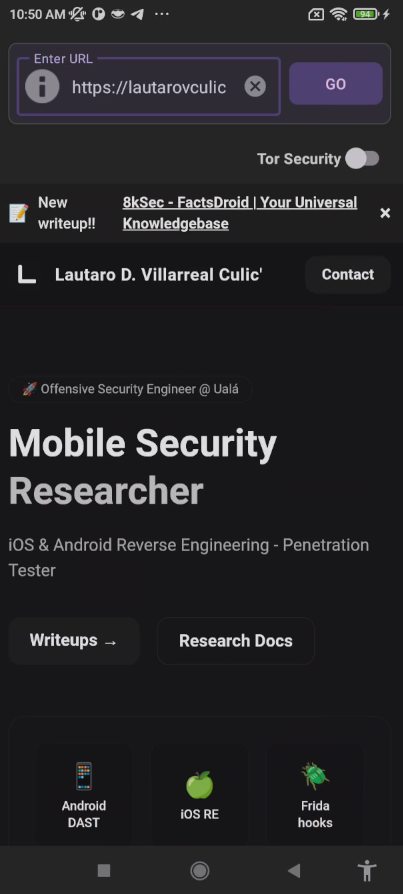 10:50 AM
94
Enter URL
https://lautarovculic
GO
Tor Security
New
writeup!!
8kSec - FactsDroid | Your Universal
Knowledgebase
×
Lautaro D. Villarreal Culic'
Contact
🚀 Offensive Security Engineer @ Ualá
Mobile Security
Researcher
iOS & Android Reverse Engineering - Penetration
Tester
Writeups →
Research Docs
Android
DAST
iOS RE
Frida
hooks